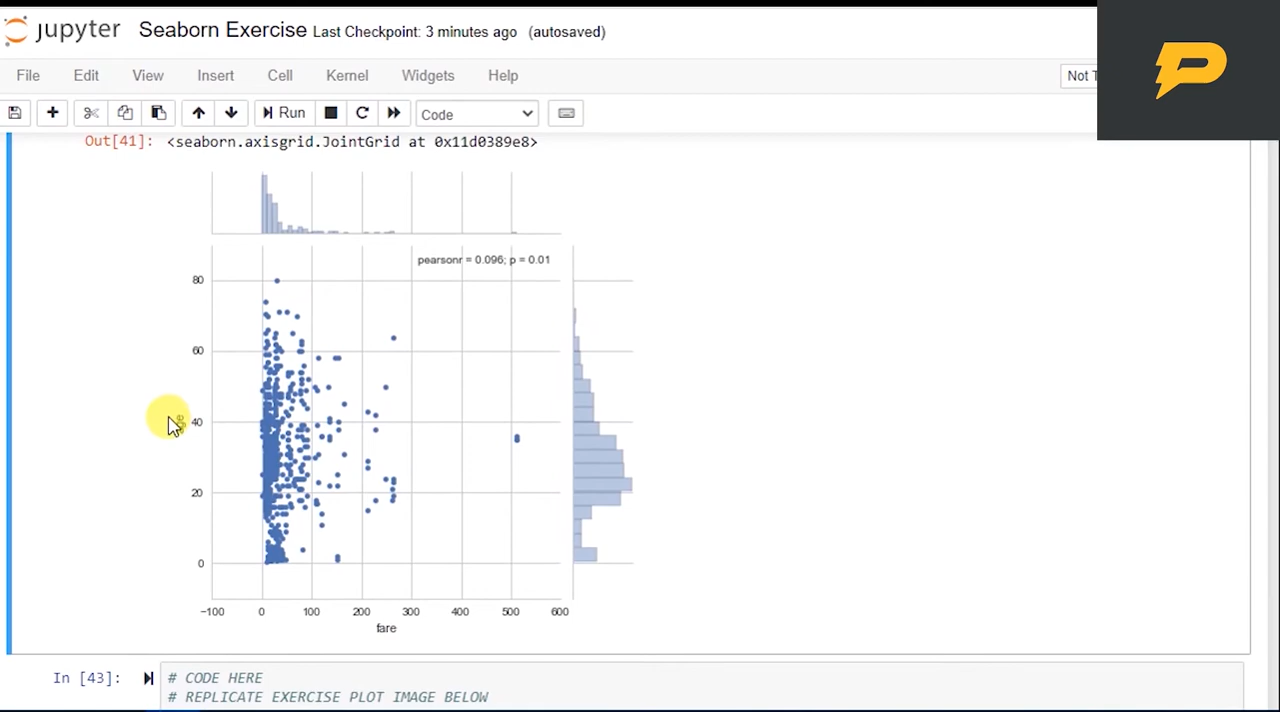 jupyter Seaborn Exercise Last Checkpoint: 3 minutes ago (autosaved)
File Edit View Insert Cell Kernel Widgets Help
Not T
Run Code
Out[41]: <seaborn.axisgrid.JointGrid at 0x11d0389e8>
pearsonr = 0.096; p = 0.01
80
60
40
20
0
−100 0 100 200 300 400 500 600
fare
In [43]: # CODE HERE
# REPLICATE EXERCISE PLOT IMAGE BELOW